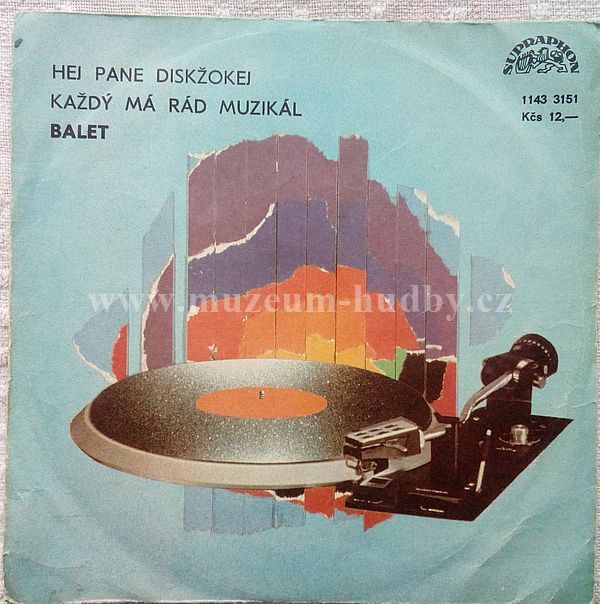 HEJ PANE DISKŽOKEJ
KAŽDÝ MÁ RÁD MUZIKÁL
BALET
SUPRAPHON
1143 3151
Kčs 12,—
www.muzeum-hudby.cz